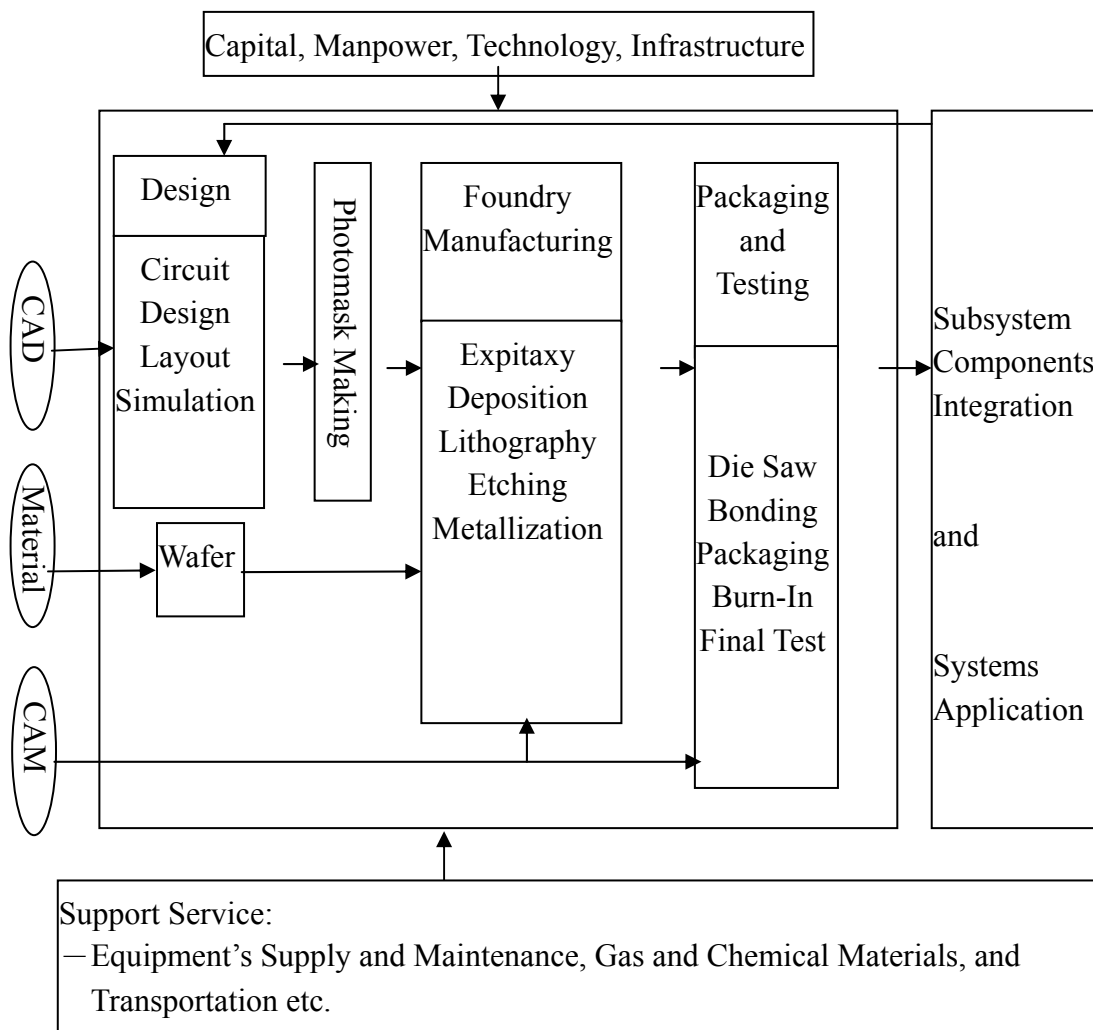 Capital, Manpower, Technology, Infrastructure
Design
Circuit
Design
Layout
Simulation
Photomask Making
Foundry
Manufacturing
Expitaxy
Deposition
Lithography
Etching
Metallization
Packaging
and
Testing
Die Saw
Bonding
Packaging
Burn-In
Final Test
Subsystem
Components
Integration
and
Systems
Application
CAD
Material
Wafer
CAM
Support Service:
－Equipment’s Supply and Maintenance, Gas and Chemical Materials, and
Transportation etc.